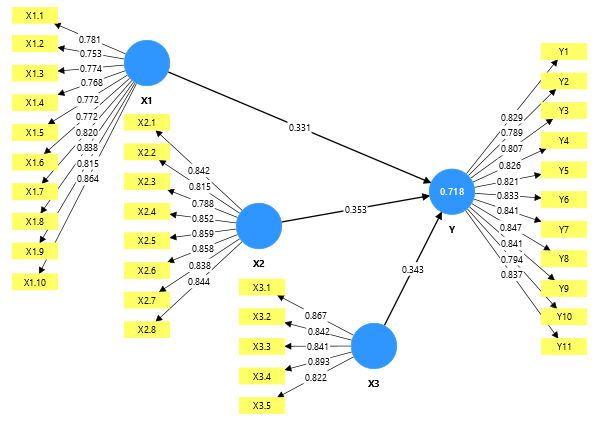 X1.1
X1.2
X1.3
X1.4
X1.5
X1.6
X1.7
X1.8
X1.9
X1.10
0.781
0.753
0.774
0.768
0.772
0.772
0.820
0.838
0.815
0.864
X1
X2.1
X2.2
X2.3
X2.4
X2.5
X2.6
X2.7
X2.8
0.842
0.815
0.788
0.852
0.859
0.858
0.838
0.844
X2
X3.1
X3.2
X3.3
X3.4
X3.5
0.867
0.842
0.841
0.893
0.822
X3
0.331
0.353
0.343
0.718
Y
0.829
0.789
0.807
0.826
0.821
0.833
0.841
0.847
0.841
0.794
0.837
Y1
Y2
Y3
Y4
Y5
Y6
Y7
Y8
Y9
Y10
Y11